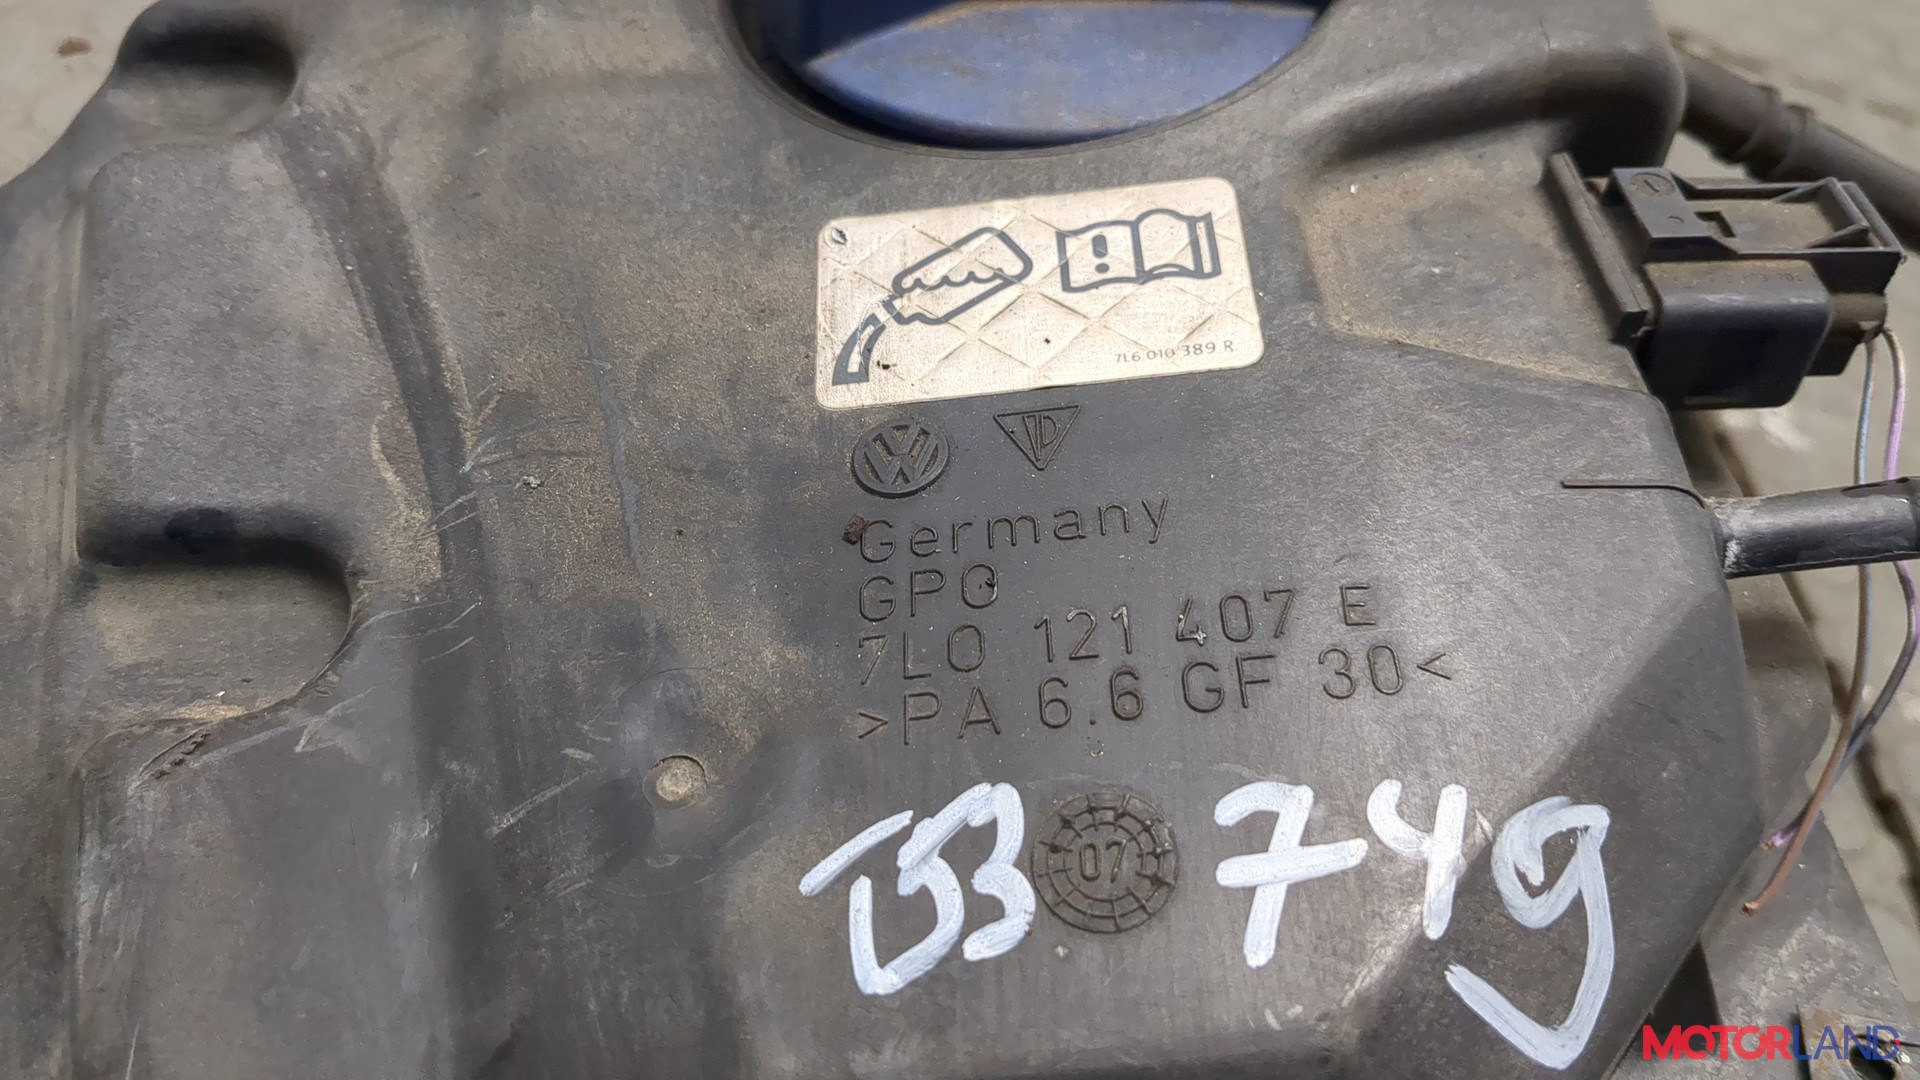 7L6 010 389 R
Germany
GPO
7L0 121 407 E
>PA 6.6 GF 30<
07
749
MOTORLAND